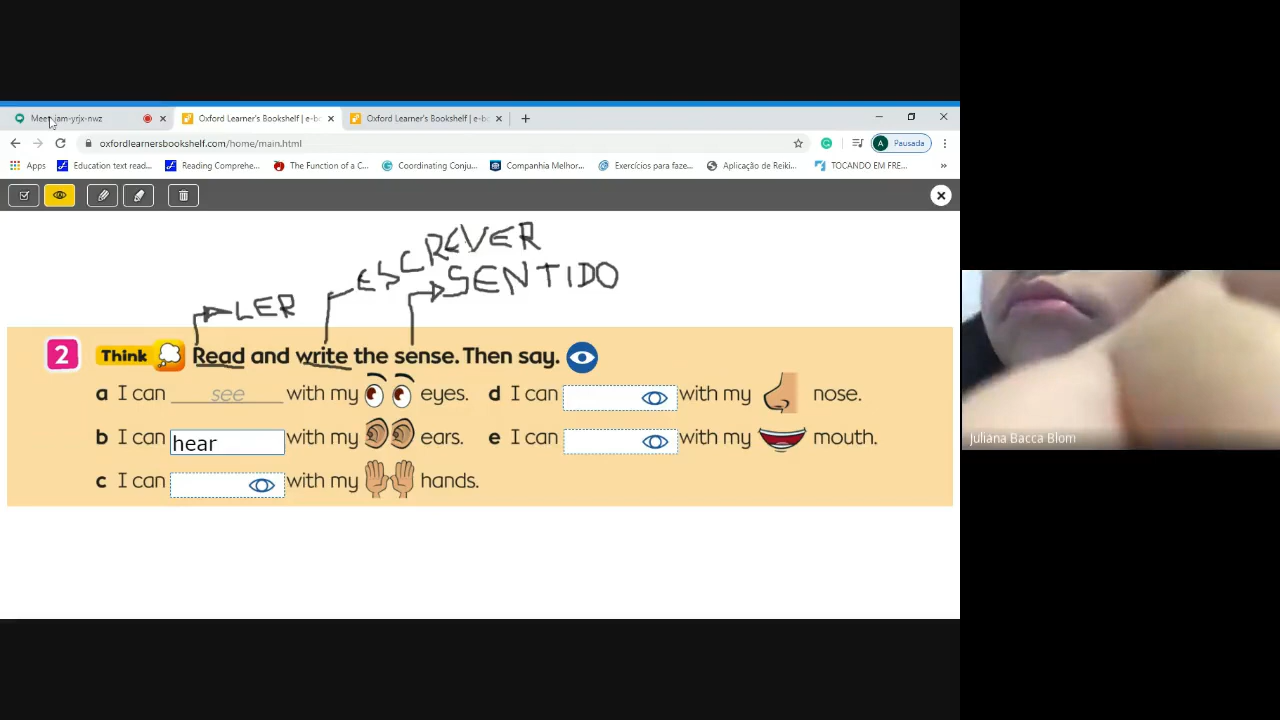 Meet jam-yrjx-nwz
Oxford Learner's Bookshelf | e-bo
Oxford Learner's Bookshelf | e-bo
oxfordlearnersbookshelf.com/home/main.html
A Pausada
Apps Education text read... Reading Comprehe... The Function of a C... Coordinating Conju... Companhia Melhor... Exercícios para faze... Aplicação de Reiki... TOCANDO EM FRE... »
ESCREVER
SENTIDO
LER
2 Think Read and write the sense. Then say.
a I can see with my eyes.
b I can hear with my ears.
c I can with my hands.
d I can with my nose.
e I can with my mouth.
Juliana Bacca Blom